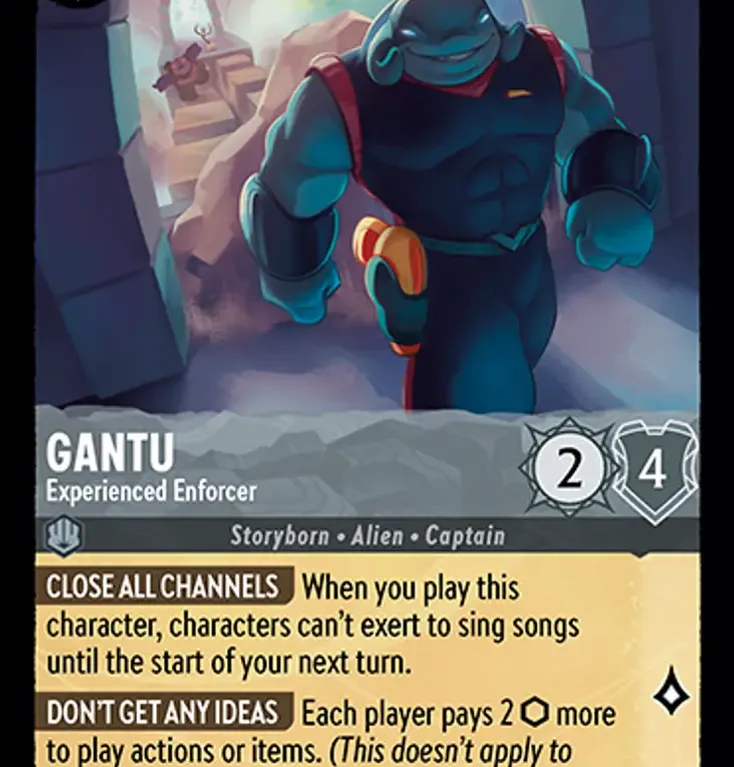 GANTU
Experienced Enforcer
2 4
Storyborn • Alien • Captain
CLOSE ALL CHANNELS When you play this
character, characters can't exert to sing songs
until the start of your next turn.
DON'T GET ANY IDEAS Each player pays 2 ⬡ more
to play actions or items. (This doesn't apply to